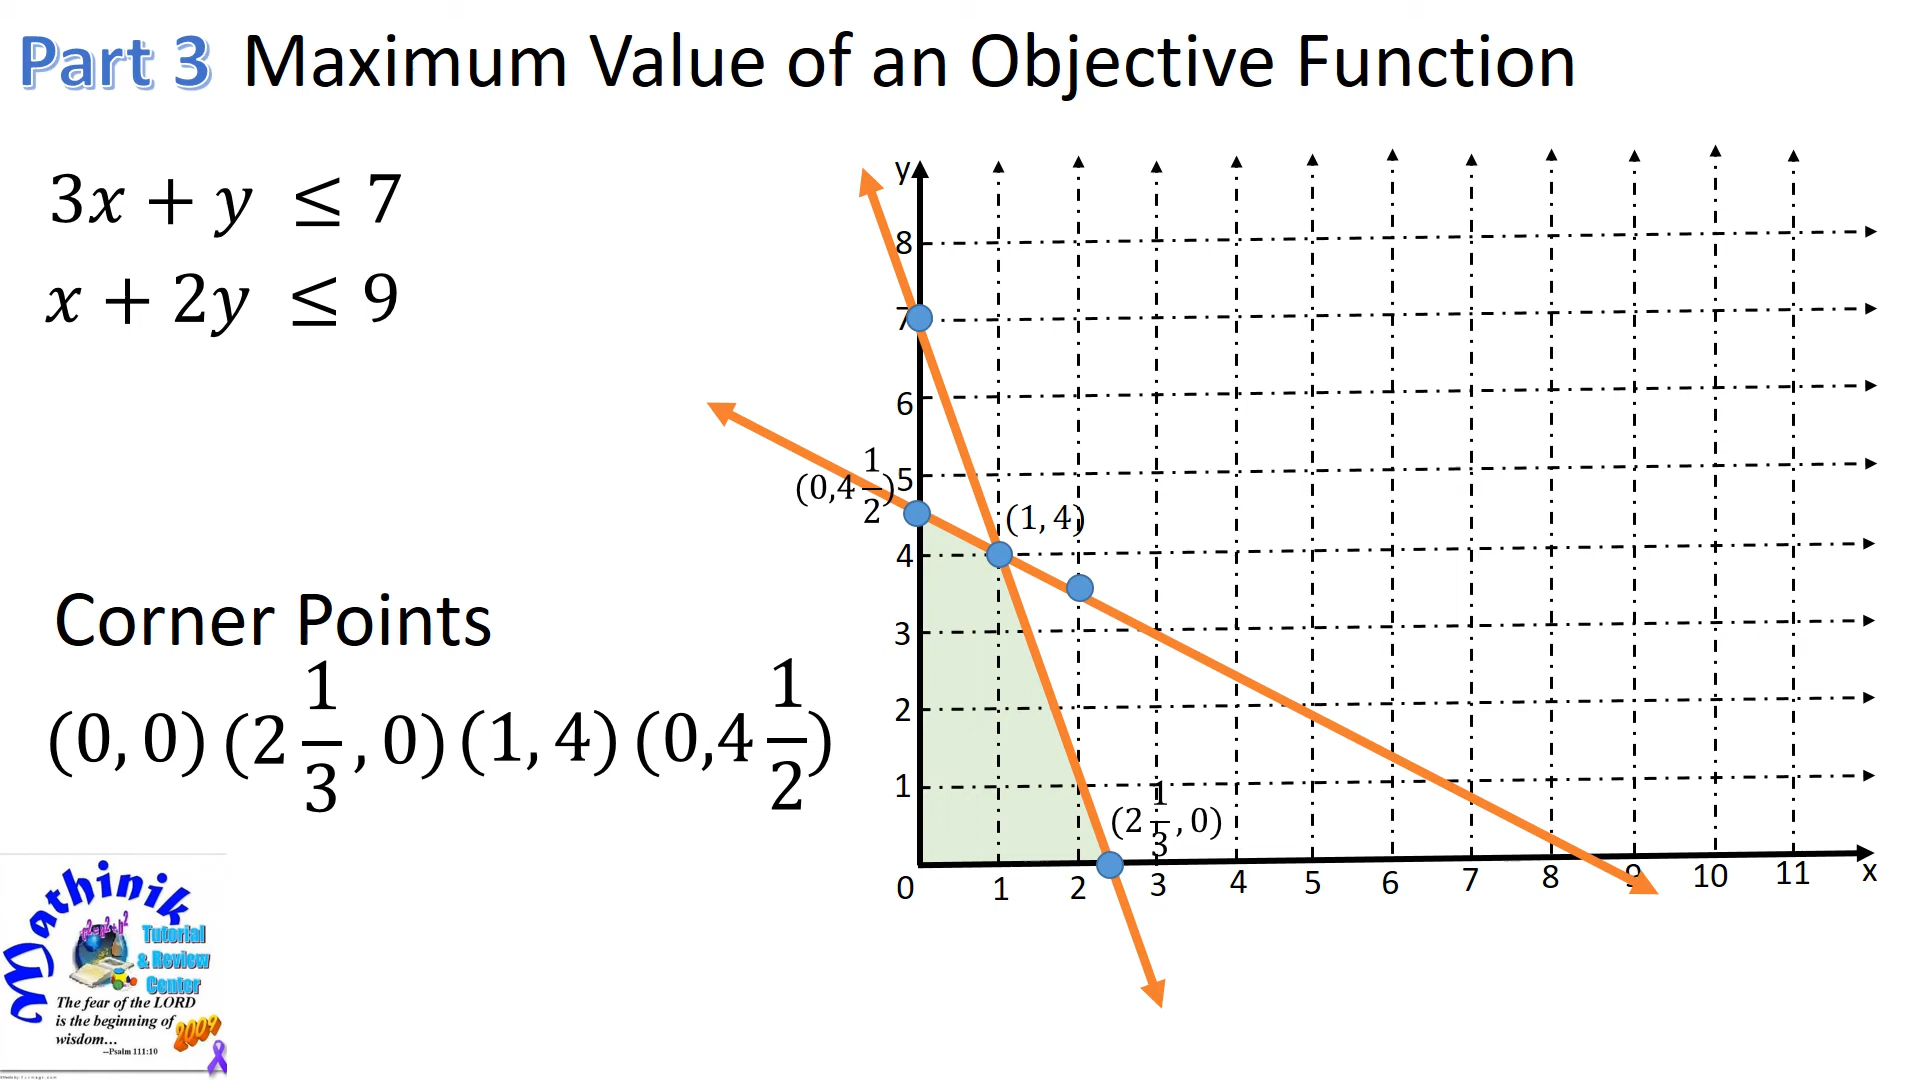 Part 3 Maximum Value of an Objective Function
3x + y ≤ 7
x + 2y ≤ 9
Corner Points
(0, 0) (2 1/3, 0) (1, 4) (0,4 1/2)
y
8
7
6
5
4
3
2
1
(0,4 1/2)
(1, 4)
(2 1/3, 0)
0 1 2 3 4 5 6 7 8 9 10 11 x
Mathinik
Tutorial
& Review
Center
The fear of the LORD
is the beginning of
wisdom...
--Psalm 111:10
2009